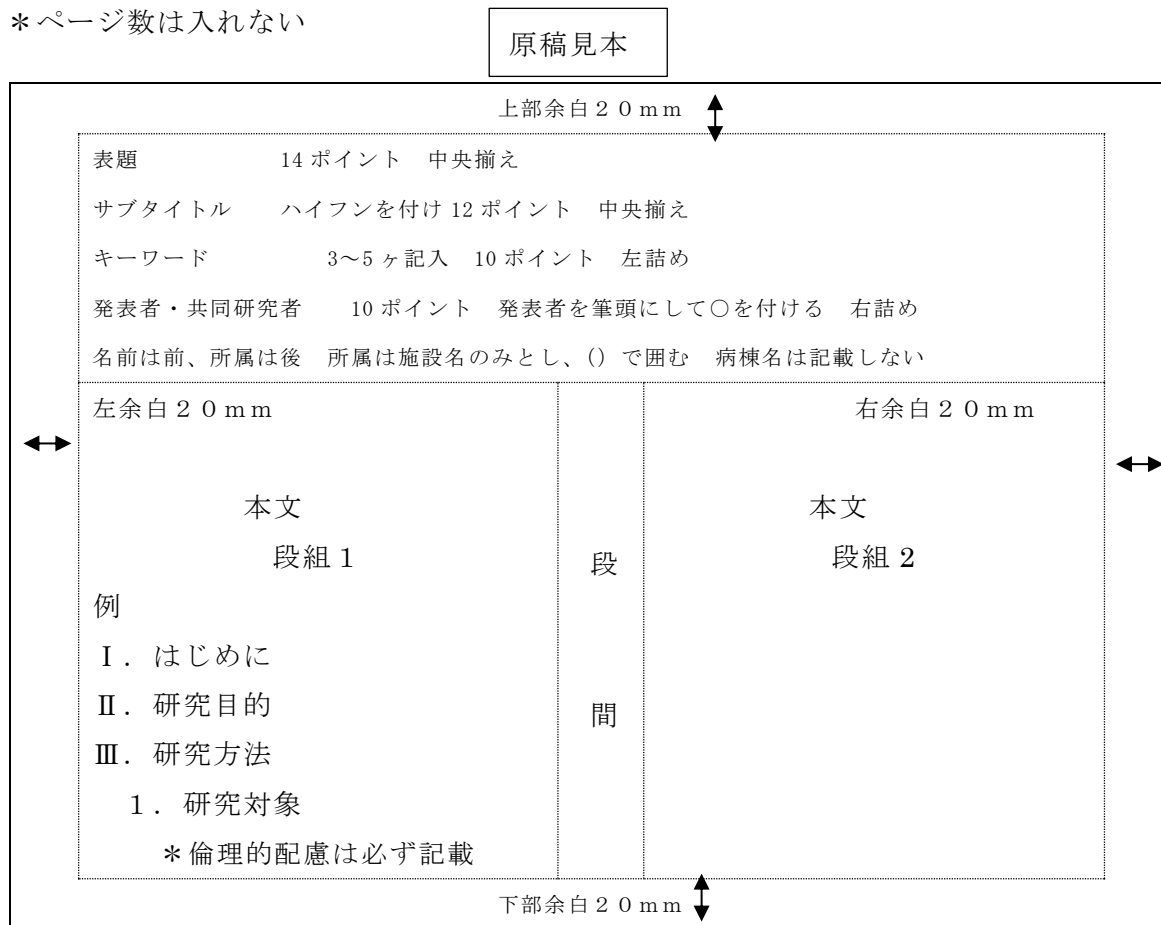 ＊ページ数は入れない
原稿見本
上部余白２０ｍｍ
表題　14 ポイント　中央揃え
サブタイトル　ハイフンを付け 12 ポイント　中央揃え
キーワード　3～5 ヶ記入　10 ポイント　左詰め
発表者・共同研究者　10 ポイント　発表者を筆頭にして○を付ける　右詰め
名前は前、所属は後　所属は施設名のみとし、（）で囲む　病棟名は記載しない
左余白２０ｍｍ
本文
段組 1
例
Ⅰ．はじめに
Ⅱ．研究目的
Ⅲ．研究方法
１．研究対象
＊倫理的配慮は必ず記載
段
間
右余白２０ｍｍ
本文
段組 2
下部余白２０ｍｍ